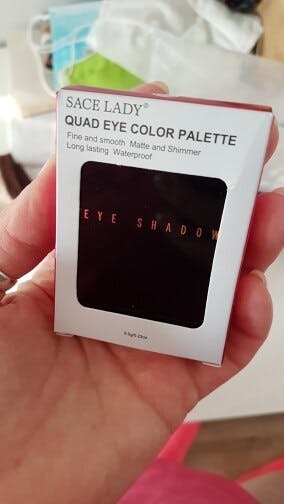 SACE LADY®
QUAD EYE COLOR PALETTE
Fine and smooth Matte and Shimmer
Long lasting Waterproof
EYE SHADOW